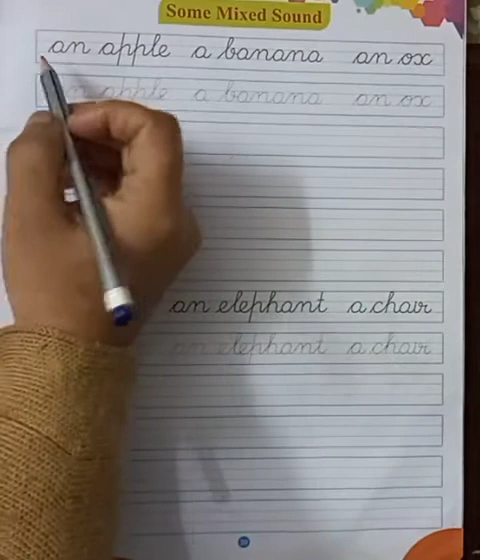 Some Mixed Sound
an apple a banana an ox
an apple a banana an ox
an elephant a chair
an elephant a chair